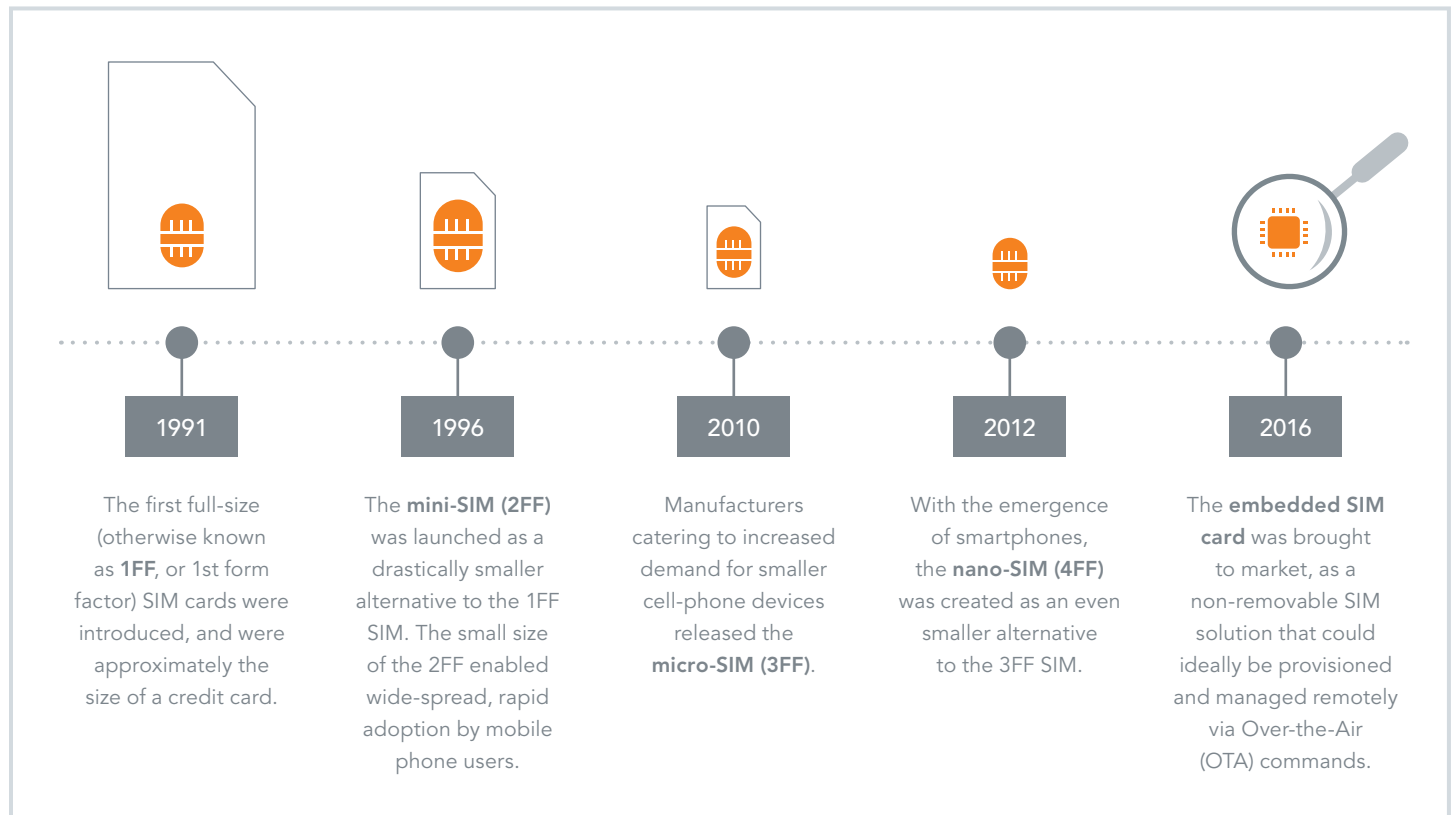 1991
The first full-size
(otherwise known
as 1FF, or 1st form
factor) SIM cards were
introduced, and were
approximately the
size of a credit card.
1996
The mini-SIM (2FF)
was launched as a
drastically smaller
alternative to the 1FF
SIM. The small size
of the 2FF enabled
wide-spread, rapid
adoption by mobile
phone users.
2010
Manufacturers
catering to increased
demand for smaller
cell-phone devices
released the
micro-SIM (3FF).
2012
With the emergence
of smartphones,
the nano-SIM (4FF)
was created as an even
smaller alternative
to the 3FF SIM.
2016
The embedded SIM
card was brought
to market, as a
non-removable SIM
solution that could
ideally be provisioned
and managed remotely
via Over-the-Air
(OTA) commands.